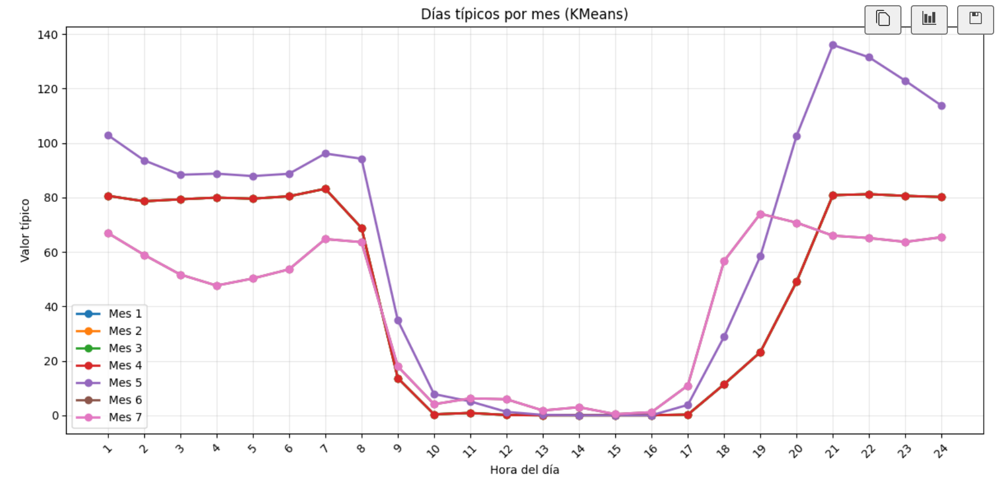 Días típicos por mes (KMeans)
140
120
100
80
60
40
20
0
Valor típico
Mes 1
Mes 2
Mes 3
Mes 4
Mes 5
Mes 6
Mes 7
1 2 3 4 5 6 7 8 9 10 11 12 13 14 15 16 17 18 19 20 21 22 23 24
Hora del día